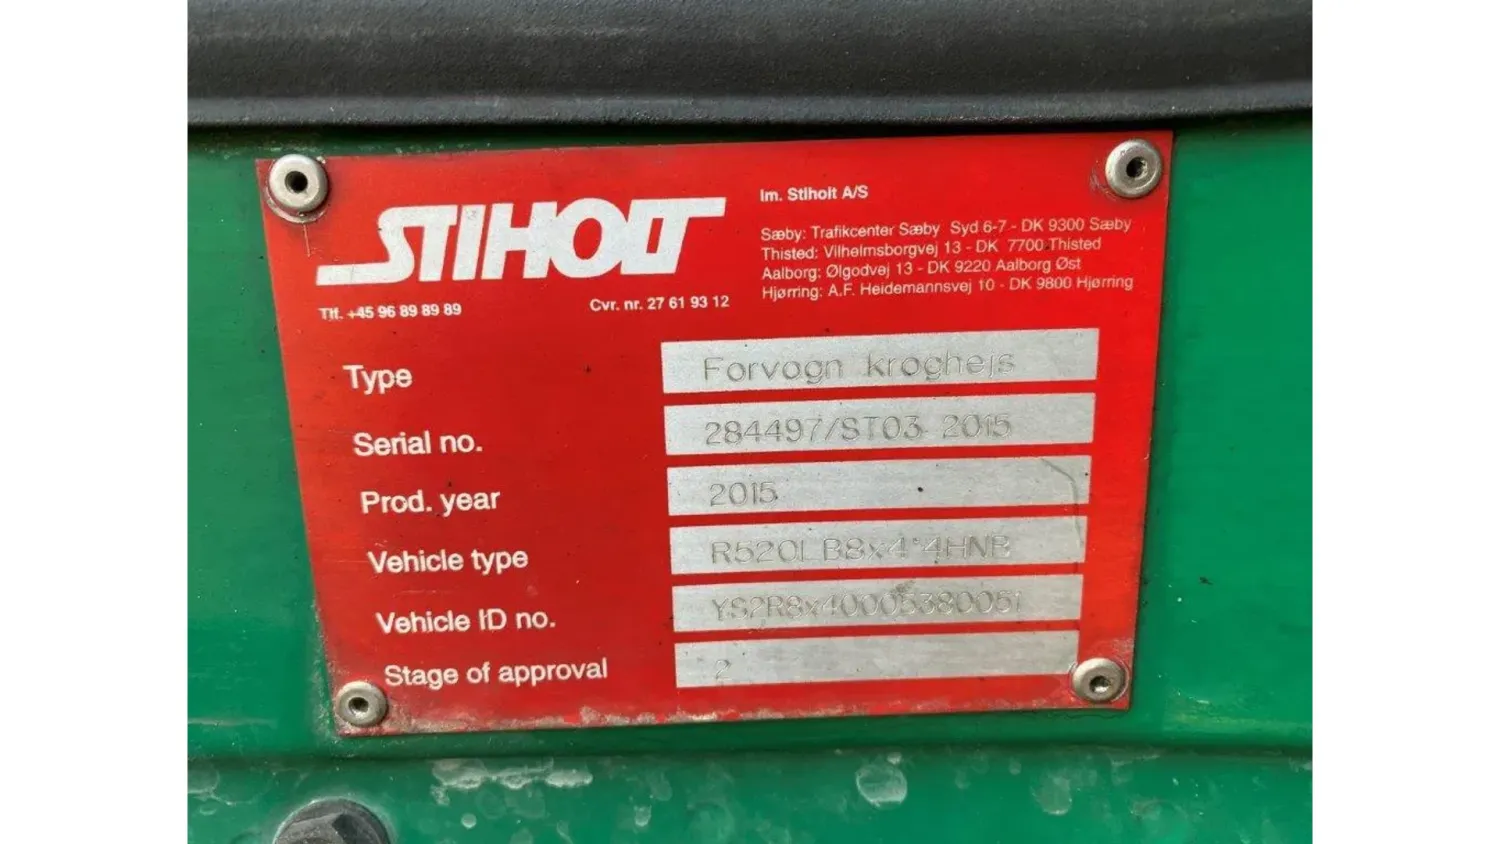 STIHOLT
Im. Stiholt A/S
Sæby: Trafikcenter Sæby Syd 6-7 - DK 9300 Sæby
Thisted: Vilhelmsborgvej 13 - DK 7700 Thisted
Aalborg: Ølgodvej 13 - DK 9220 Aalborg Øst
Hjørring: A.F. Heidemannsvej 10 - DK 9800 Hjørring
Tlf. +45 96 89 89 89
Cvr. nr. 27 61 93 12
Type Forvogn kroghejs
Serial no. 284497/ST03 2015
Prod. year 2015
Vehicle type R520LB8x4*4HNB
Vehicle ID no. YS2R8x40005380051
Stage of approval 2